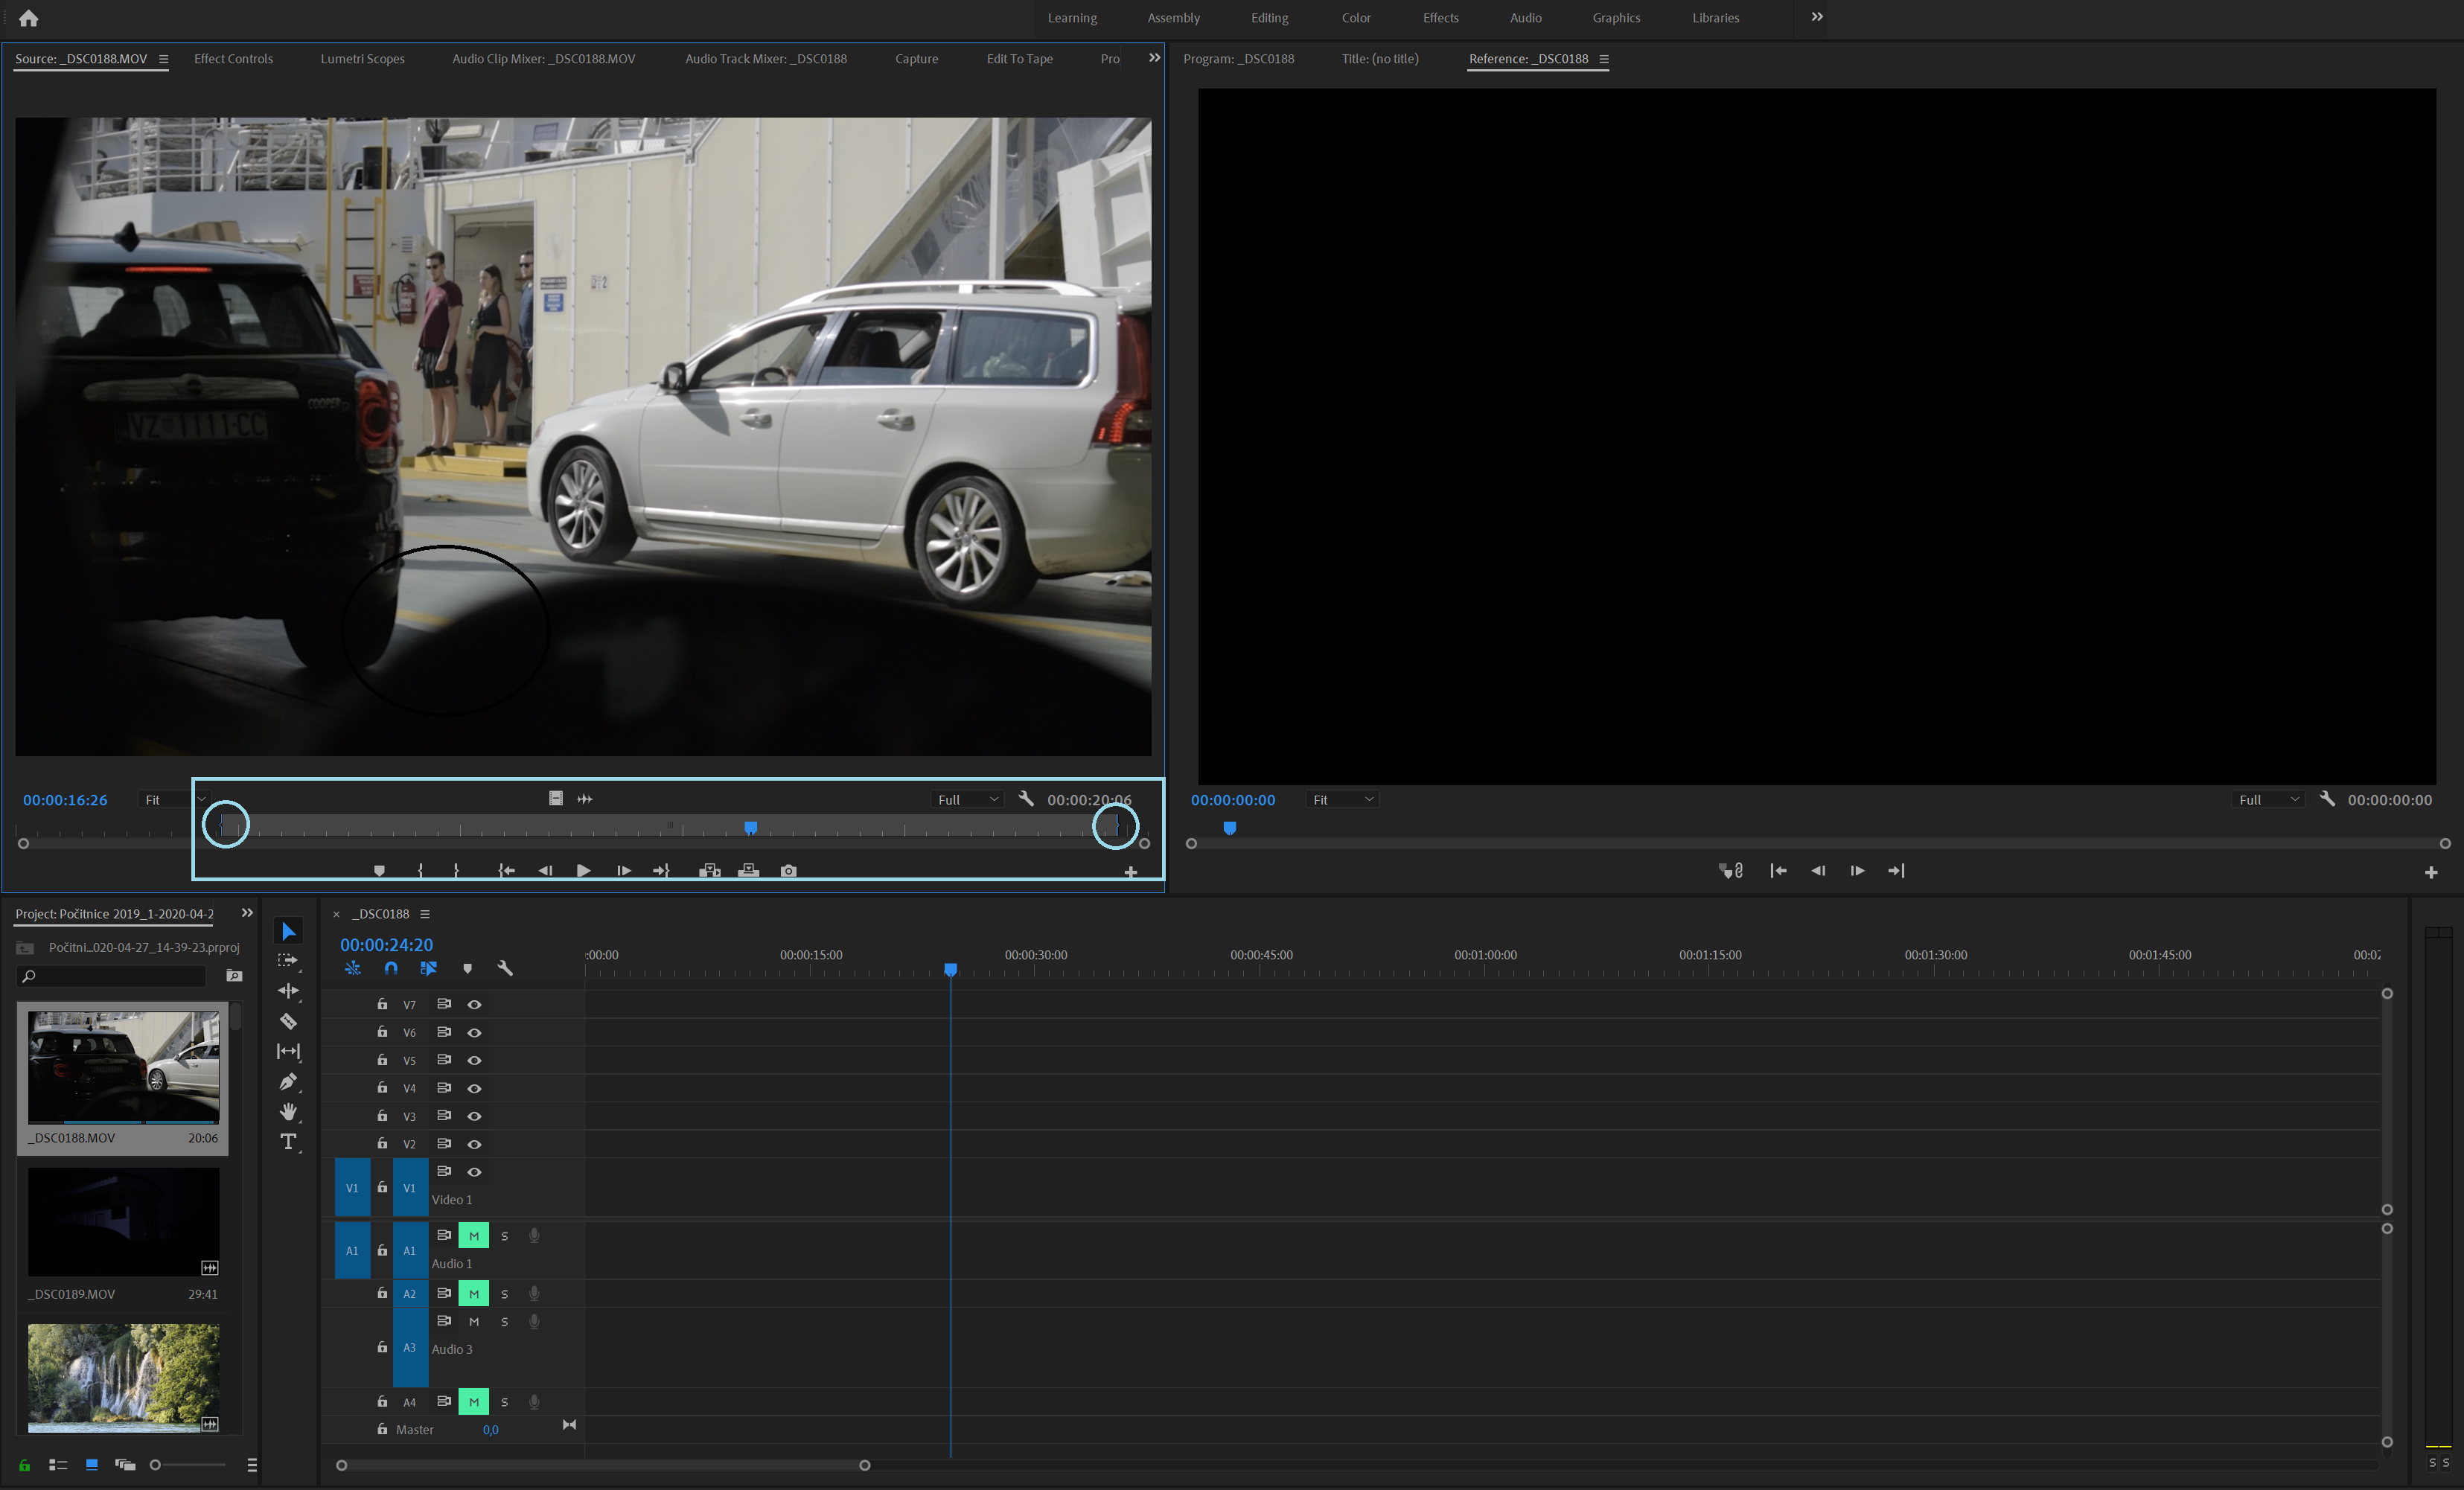 Learning Assembly Editing Color Effects Audio Graphics Libraries
Source: _DSC0188.MOV Effect Controls Lumetri Scopes Audio Clip Mixer: _DSC0188.MOV Audio Track Mixer: _DSC0188 Capture Edit To Tape Pro
Program: _DSC0188 Title: (no title) Reference: _DSC0188
COOPER
VZ 1111-CC
00:00:16:26 Fit Full 00:00:20:06
00:00:00:00 Fit Full 00:00:00:00
Project: Počitnice 2019_1-2020-04-2
Počitni...020-04-27_14-39-23.prproj
_DSC0188.MOV 20:06
_DSC0189.MOV 29:41
× _DSC0188
00:00:24:20
:00:00 00:00:15:00 00:00:30:00 00:00:45:00 00:01:00:00 00:01:15:00 00:01:30:00 00:01:45:00 00:02
V7
V6
V5
V4
V3
V2
V1 V1
Video 1
A1 A1 M S
Audio 1
A2 M S
M S
A3 Audio 3
A4 M S
Master 0,0
S S